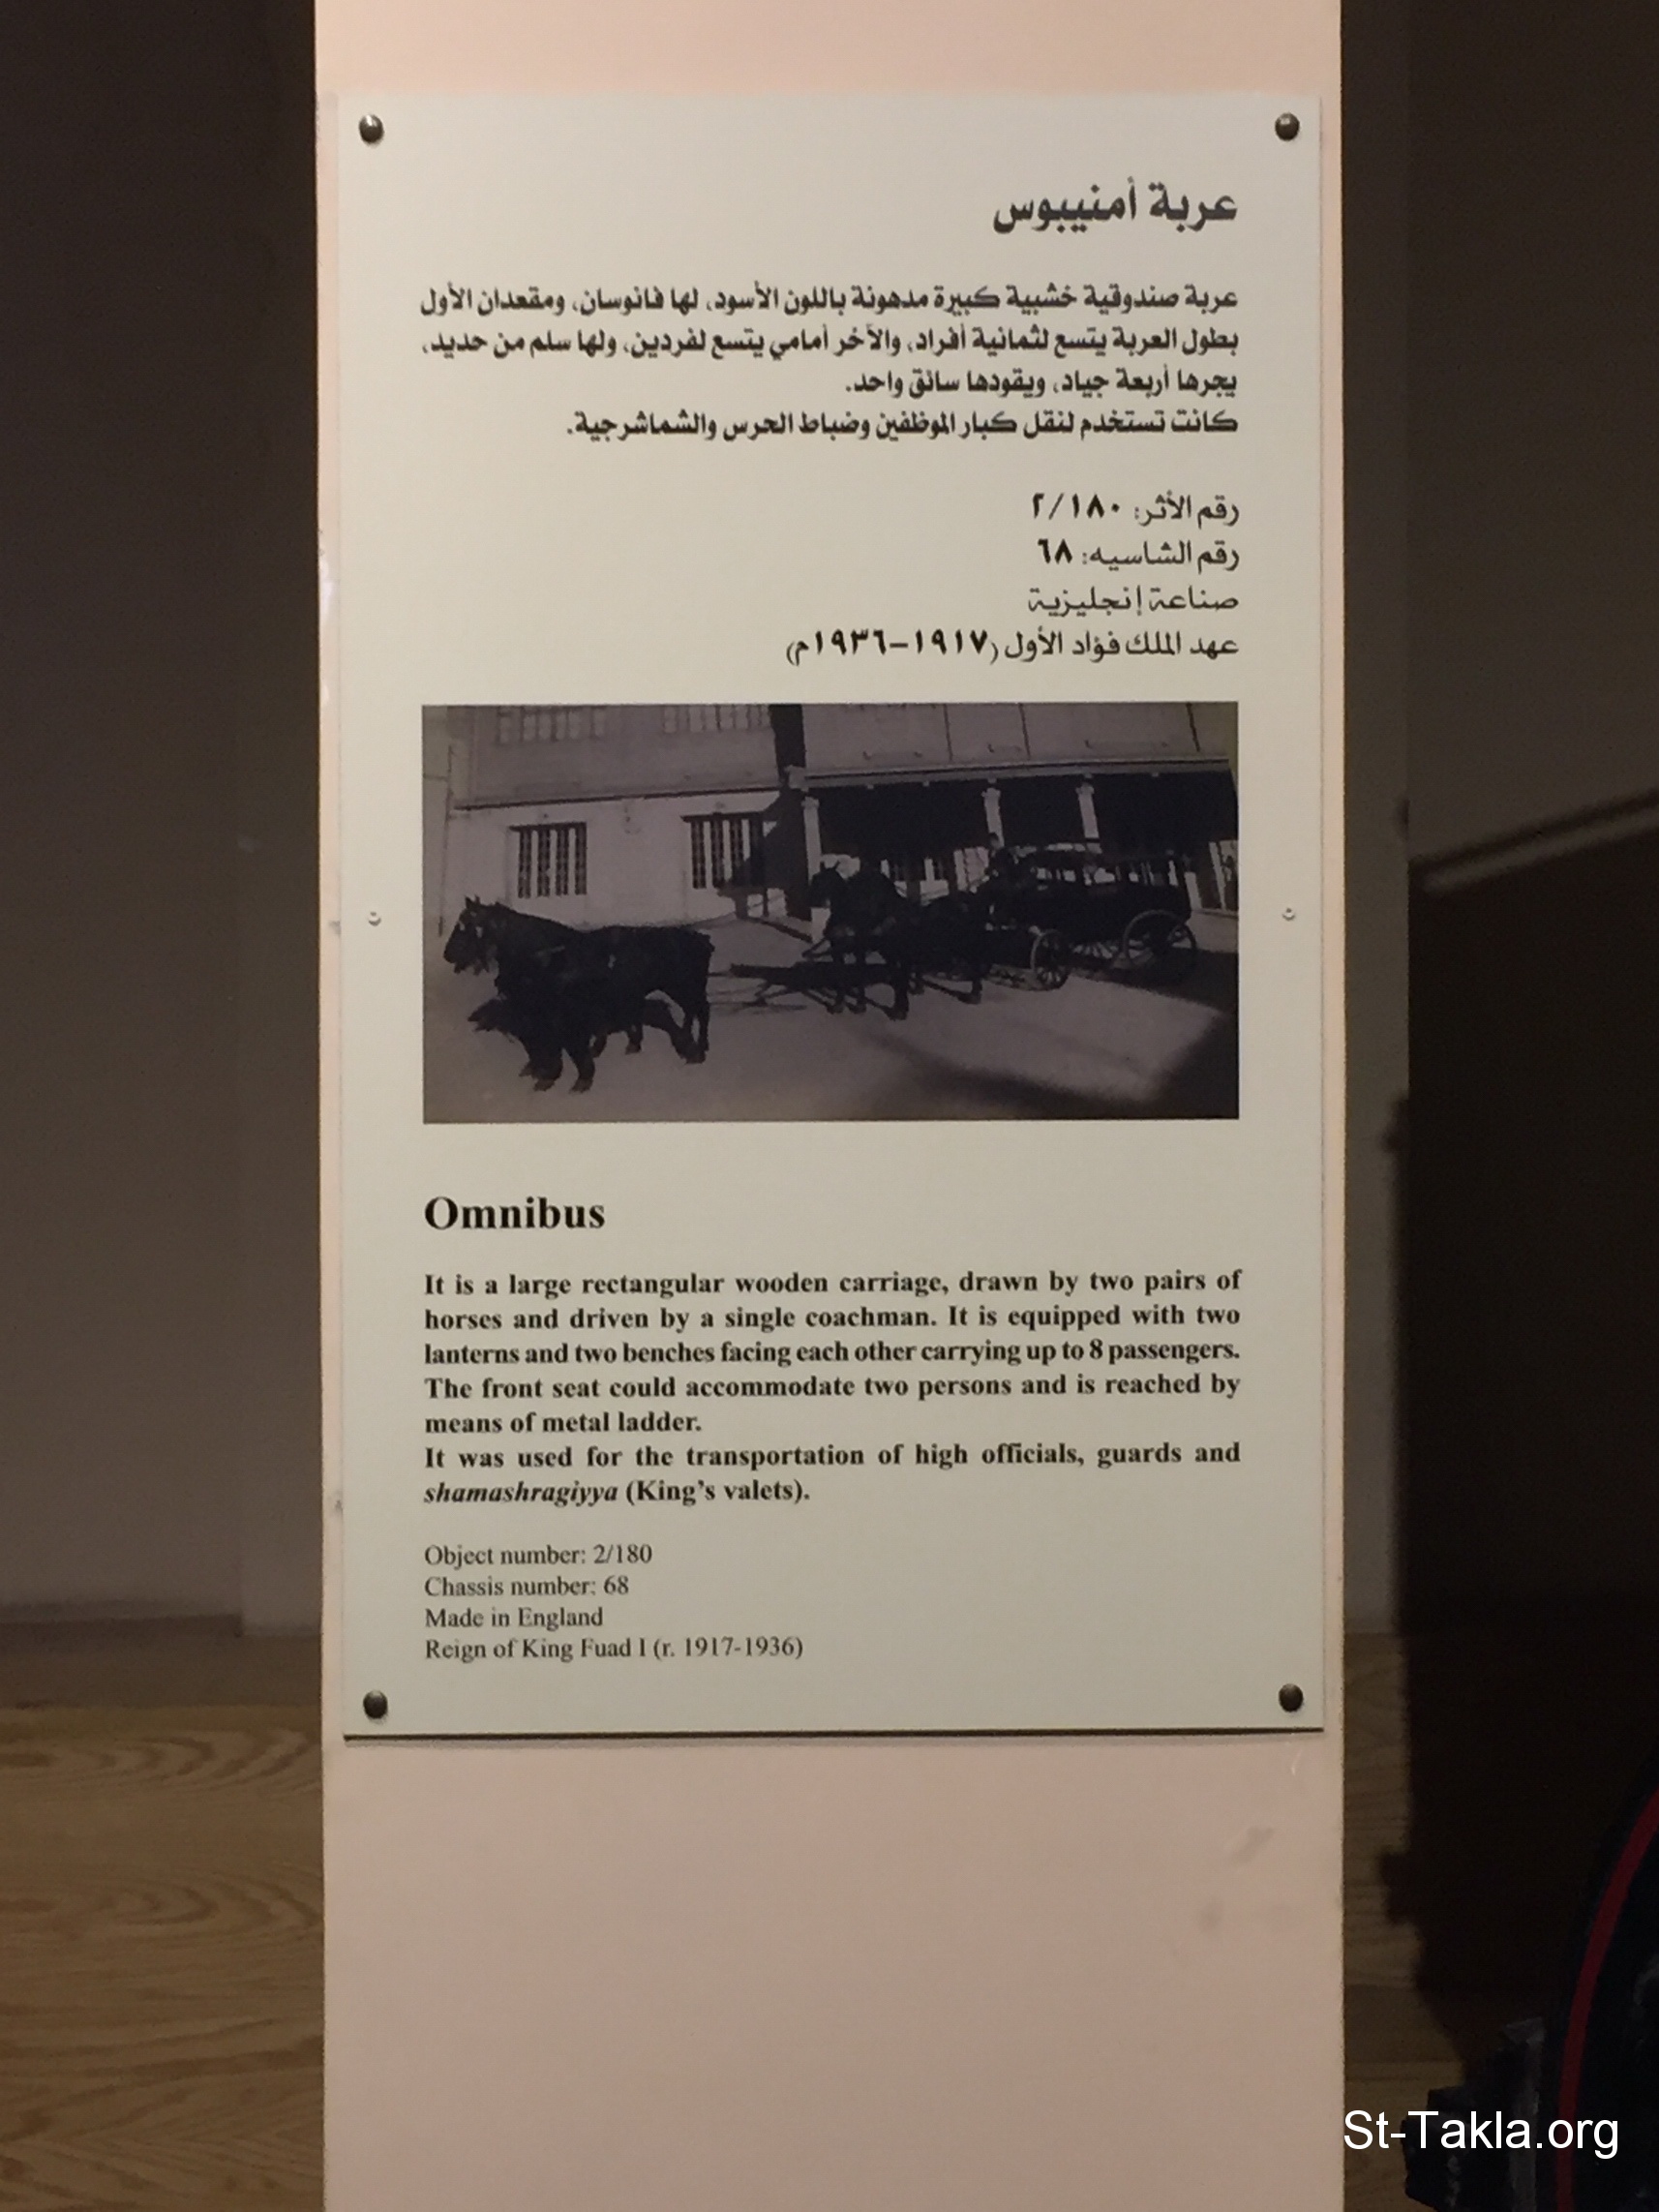 عربة أمنيبوس
عربة صندوقية خشبية كبيرة مدهونة باللون الأسود، لها فانوسان، ومقعدان الأول
بطول العربة يتسع لثمانية أفراد، والآخر أمامي يتسع لفردين، ولها سلم من حديد،
يجرها أربعة جياد، ويقودها سائق واحد.
كانت تستخدم لنقل كبار الموظفين وضباط الحرس والشماشرجية.
رقم الأثر: ٢/١٨٠
رقم الشاسيه: ٦٨
صناعة إنجليزية
عهد الملك فؤاد الأول (١٩١٧-١٩٣٦م)
Omnibus
It is a large rectangular wooden carriage, drawn by two pairs of
horses and driven by a single coachman. It is equipped with two
lanterns and two benches facing each other carrying up to 8 passengers.
The front seat could accommodate two persons and is reached by
means of metal ladder.
It was used for the transportation of high officials, guards and
shamashragiyya (King's valets).
Object number: 2/180
Chassis number: 68
Made in England
Reign of King Fuad I (r. 1917-1936)
St-Takla.org